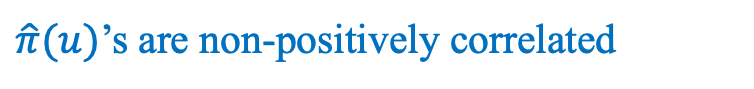 π̂(u)’s are non-positively correlated